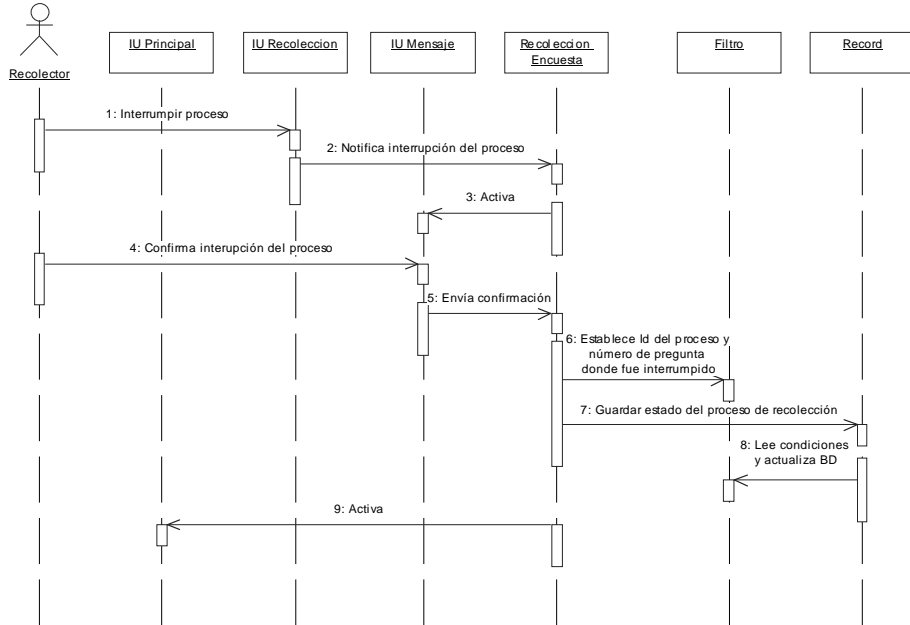 IU Principal
IU Recoleccion
IU Mensaje
Recoleccion
Encuesta
Filtro
Record
Recolector
1: Interrumpir proceso
2: Notifica interrupción del proceso
3: Activa
4: Confirma interupción del proceso
5: Envía confirmación
6: Establece Id del proceso y
número de pregunta
donde fue interrumpido
7: Guardar estado del proceso de recolección
8: Lee condiciones
y actualiza BD
9: Activa